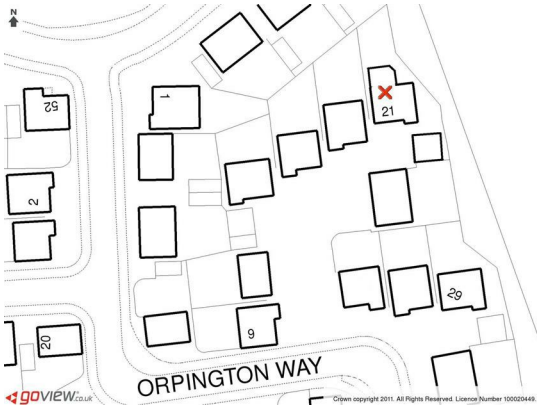 N
52
1
21
2
29
9
20
ORPINGTON WAY
goview.co.uk
Crown copyright 2011. All Rights Reserved. Licence Number 100020449.